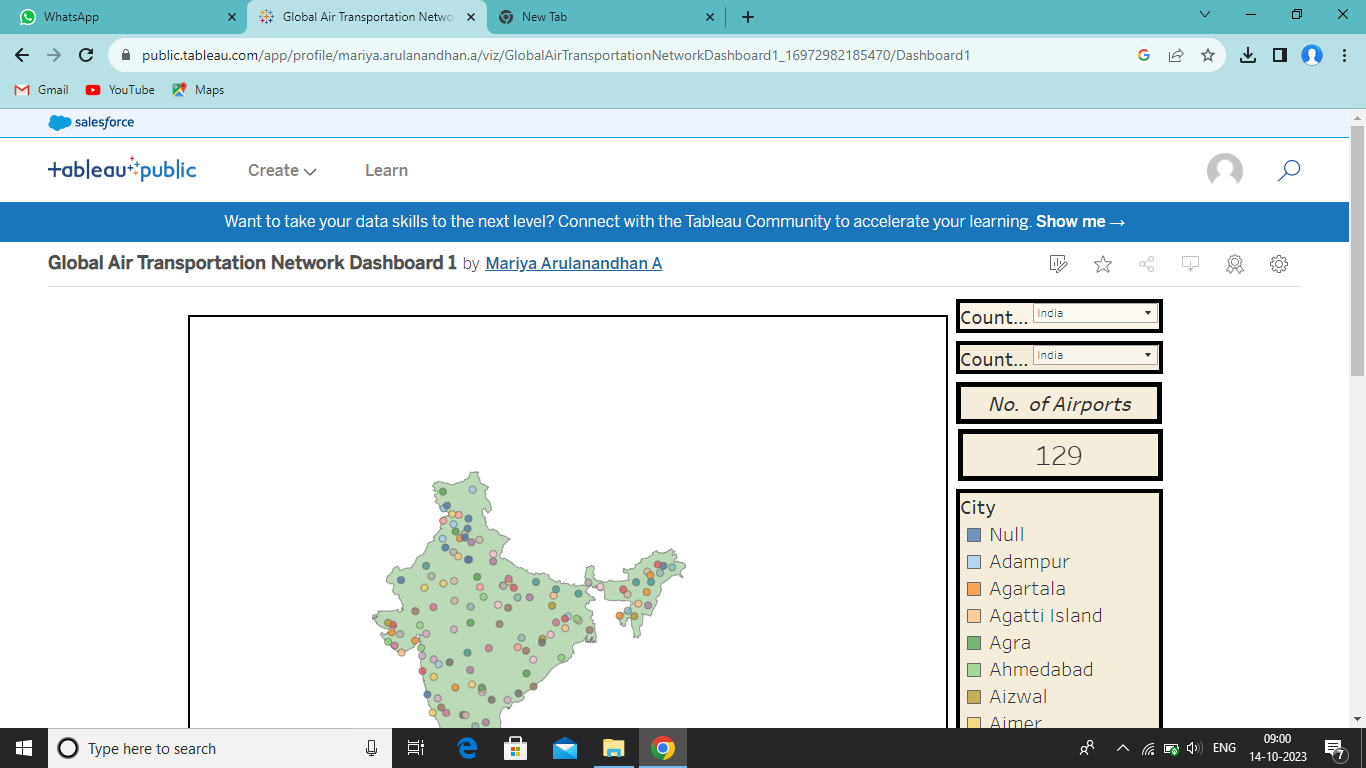 WhatsApp
Global Air Transportation Netwo
New Tab
public.tableau.com/app/profile/mariya.arulanandhan.a/viz/GlobalAirTransportationNetworkDashboard1_16972982185470/Dashboard1
Gmail YouTube Maps
salesforce
tableau public Create Learn
Want to take your data skills to the next level? Connect with the Tableau Community to accelerate your learning. Show me →
Global Air Transportation Network Dashboard 1 by Mariya Arulanandhan A
Count... India
Count... India
No. of Airports
129
City
Null
Adampur
Agartala
Agatti Island
Agra
Ahmedabad
Aizwal
Ajmer
Type here to search
ENG
09:00
14-10-2023
7